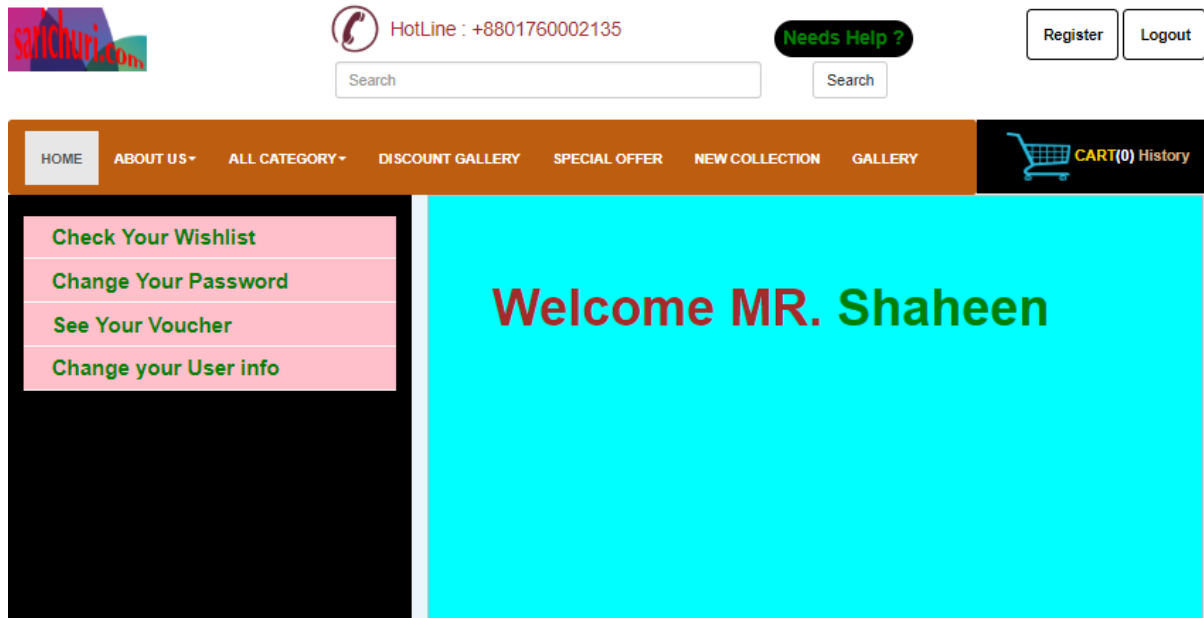 sarichuri.com
HotLine : +8801760002135
Needs Help ?
Register
Logout
Search
Search
HOME
ABOUT US
ALL CATEGORY
DISCOUNT GALLERY
SPECIAL OFFER
NEW COLLECTION
GALLERY
CART(0) History
Check Your Wishlist
Change Your Password
See Your Voucher
Change your User info
Welcome MR. Shaheen